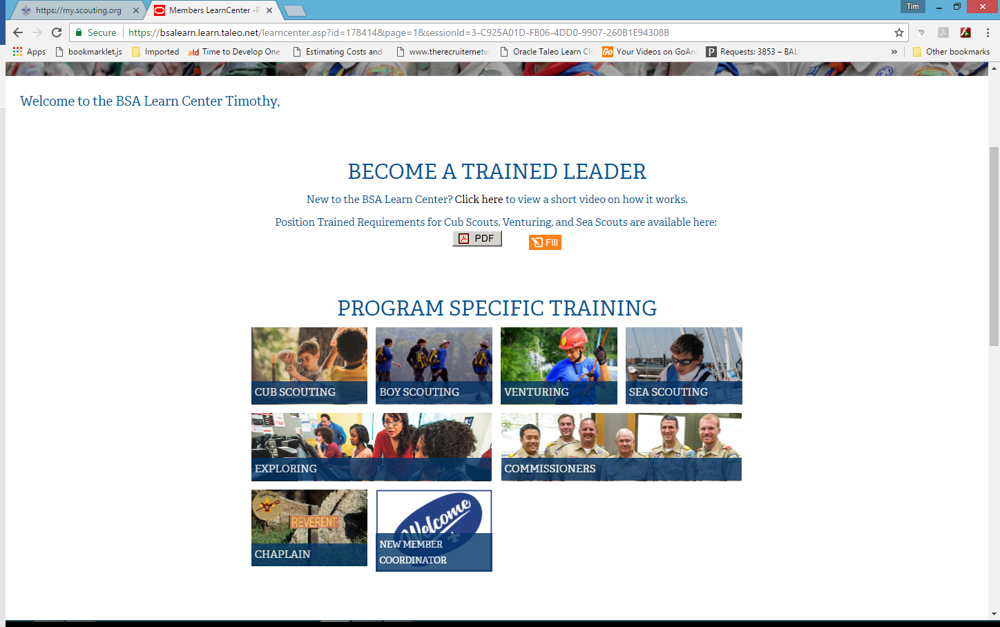 https://my.scouting.org
Members LearnCenter - P
Tim
Secure
https://bsalearn.learn.taleo.net/learncenter.asp?id=178414&page=1&sessionId=3-C925A01D-FB06-4DD0-9907-260B1E94308B
Apps
bookmarklet.js
Imported
Time to Develop One
Estimating Costs and
www.therecruiternetw
Oracle Taleo Learn Cl
Go Your Videos on GoAn
P Requests: 3853 – BAL
»
Other bookmarks
Welcome to the BSA Learn Center Timothy,
BECOME A TRAINED LEADER
New to the BSA Learn Center? Click here to view a short video on how it works.
Position Trained Requirements for Cub Scouts, Venturing, and Sea Scouts are available here:
PDF
Fill
PROGRAM SPECIFIC TRAINING
CUB SCOUTING
BOY SCOUTING
VENTURING
SEA SCOUTING
EXPLORING
COMMISSIONERS
CHAPLAIN
REVERENT
CHAPLAIN
Welcome
NEW MEMBER
COORDINATOR